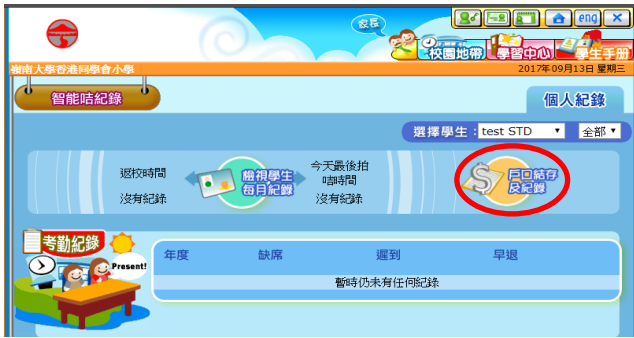 家長
eng
校園地帶 學習中心 學生手冊
嶺南大學香港同學會小學
2017年09月13日 星期三
智能咭紀錄
個人紀錄
選擇學生 : test STD 全部
返校時間
沒有紀錄
檢視學生
每月紀錄
今天最後拍
咭時間
沒有紀錄
戶口結存
及紀錄
考勤紀錄
Present!
年度 缺席 遲到 早退
暫時仍未有任何紀錄